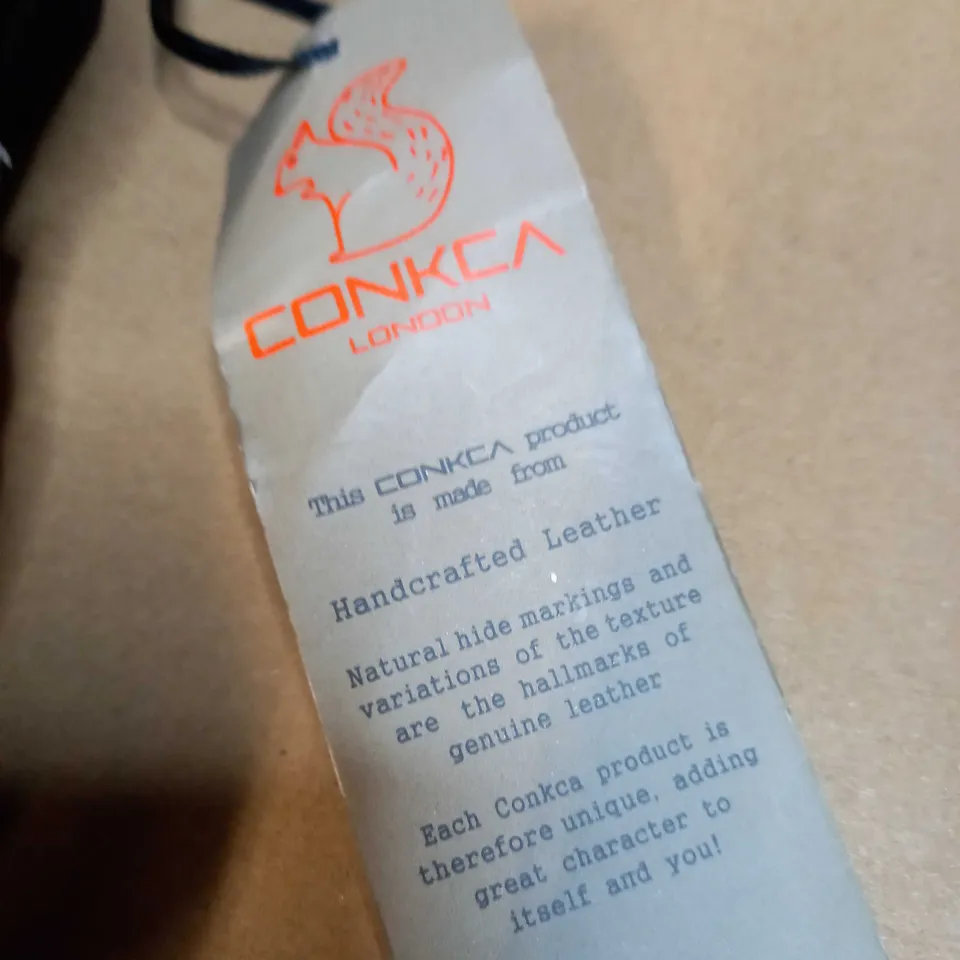 CONKCA
LONDON
This CONKCA product
is made from
Handcrafted Leather
Natural hide markings and
variations of the texture
are the hallmarks of
genuine leather
Each Conkca product is
therefore unique, adding
great character to
itself and you!